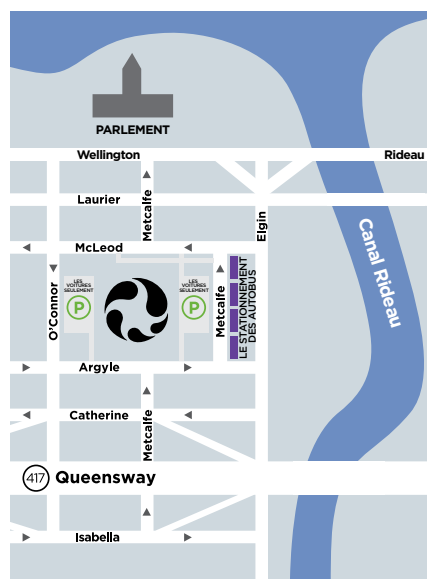 PARLEMENT
Wellington
Rideau
Laurier
Metcalfe
Elgin
McLeod
Canal Rideau
O'Connor
LES
VOITURES
SEULEMENT
P
LES
VOITURES
SEULEMENT
P
Metcalfe
LE STATIONNEMENT
DES AUTOBUS
Argyle
Catherine
Metcalfe
417 Queensway
Isabella